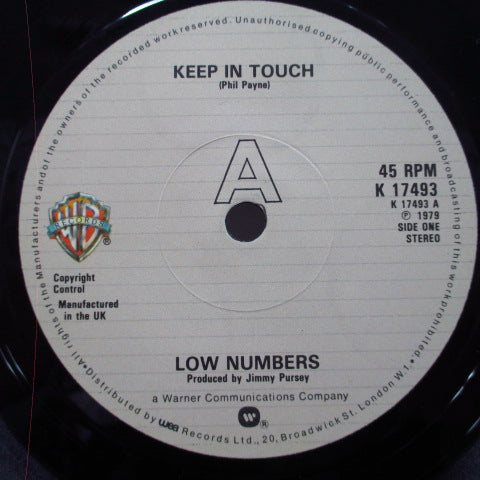 All rights of the Manufacturers and of the owners of the recorded work reserved. Unauthorised copying public performance and broadcasting of this work prohibited.
KEEP IN TOUCH
(Phil Payne)
A
45 RPM
K 17493
K 17493 A
℗ 1979
SIDE ONE
STEREO
WB
RECORDS
®
Copyright
Control
Manufactured
in the UK
LOW NUMBERS
Produced by Jimmy Pursey
a Warner Communications Company
W ®
•Distributed by wea Records Ltd., 20, Broadwick St. London W1.•